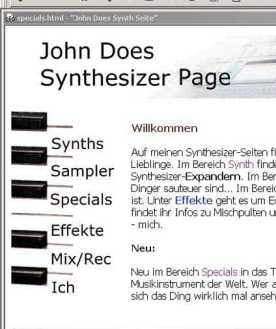 specials.html - "John Does Synth Seite"
John Does
Synthesizer Page
Synths
Sampler
Specials
Effekte
Mix/Rec
Ich
Willkommen
Auf meinen Synthesizer-Seiten fi
Lieblinge. Im Bereich Synth finde
Synthesizer-Expandern. Im Ber
Dinger sauteuer sind... Im Bereic
ist. Unter Effekte geht es um E
findet ihr Infos zu Mischpulten u
- mich.
Neu:
Neu im Bereich Specials in das T
Musikinstrument der Welt. Wer a
sich das Ding wirklich mal anseh